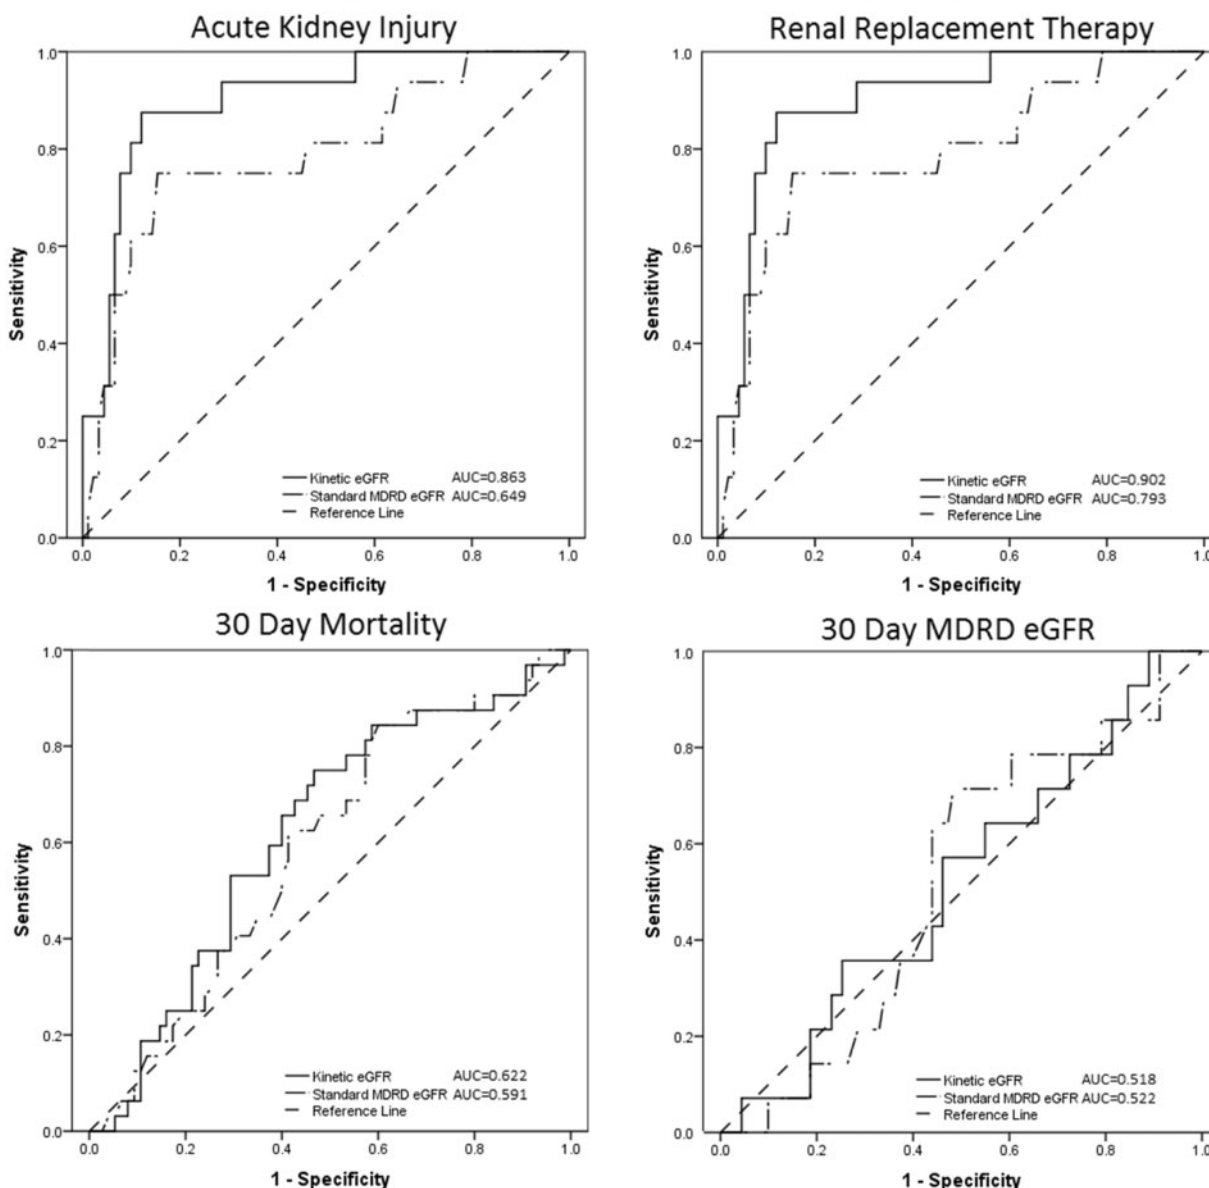 Acute Kidney Injury
1.0
0.8
0.6
0.4
0.2
0.0
Sensitivity
Kinetic eGFR AUC=0.863
Standard MDRD eGFR AUC=0.649
Reference Line
0.0 0.2 0.4 0.6 0.8 1.0
1 - Specificity
Renal Replacement Therapy
1.0
0.8
0.6
0.4
0.2
0.0
Sensitivity
Kinetic eGFR AUC=0.902
Standard MDRD eGFR AUC=0.793
Reference Line
0.0 0.2 0.4 0.6 0.8 1.0
1 - Specificity
30 Day Mortality
1.0
0.8
0.6
0.4
0.2
0.0
Sensitivity
Kinetic eGFR AUC=0.622
Standard MDRD eGFR AUC=0.591
Reference Line
0.0 0.2 0.4 0.6 0.8 1.0
1 - Specificity
30 Day MDRD eGFR
1.0
0.8
0.6
0.4
0.2
0.0
Sensitivity
Kinetic eGFR AUC=0.518
Standard MDRD eGFR AUC=0.522
Reference Line
0.0 0.2 0.4 0.6 0.8 1.0
1 - Specificity